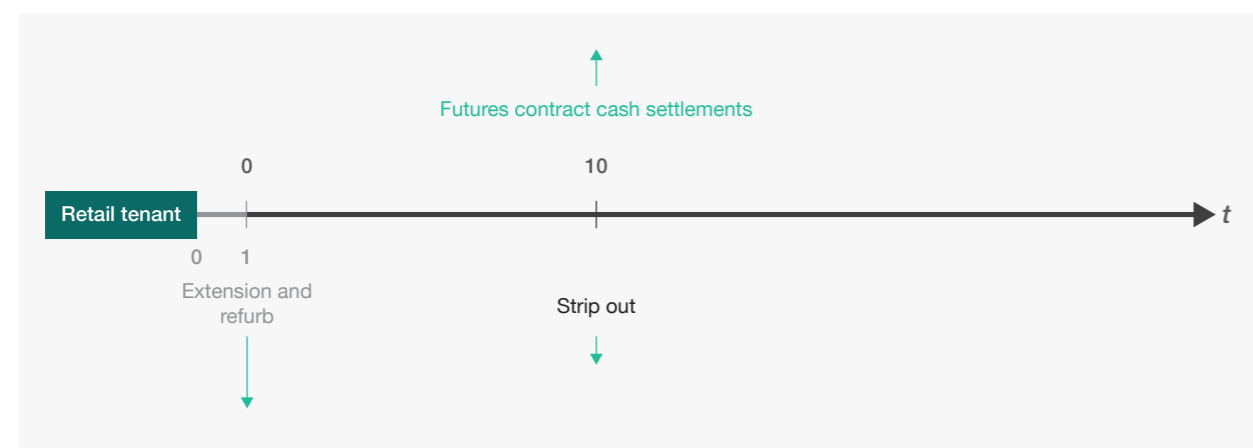 Futures contract cash settlements
0
10
Retail tenant
t
0
1
Extension and
refurb
Strip out